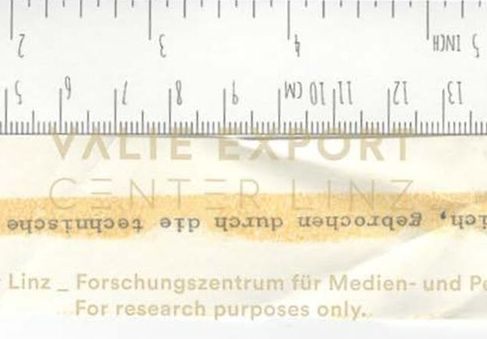 2 3 4 INCH 5
5 6 7 8 9 CM 10 11 12 13
VALIE EXPORT
CENTER LINZ
gebrochen durch die technische
Linz _ Forschungszentrum für Medien- und Pe
For research purposes only.